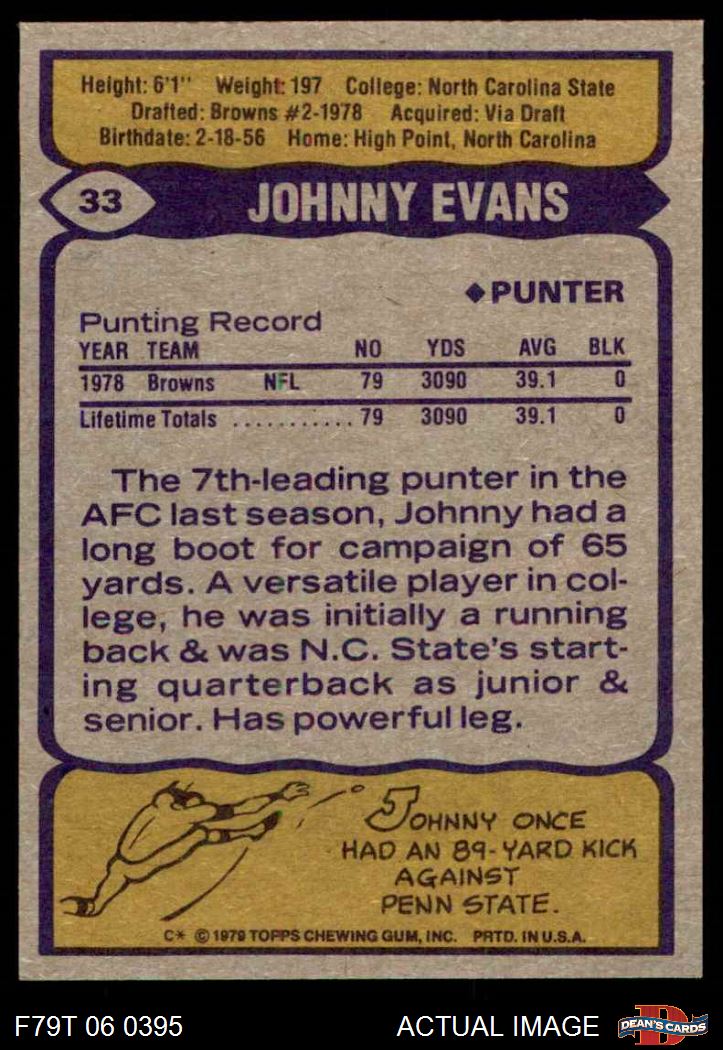 Height: 6'1" Weight: 197 College: North Carolina State
Drafted: Browns #2-1978 Acquired: Via Draft
Birthdate: 2-18-56 Home: High Point, North Carolina
33 JOHNNY EVANS
◆PUNTER
Punting Record
YEAR TEAM NO YDS AVG BLK
1978 Browns NFL 79 3090 39.1 0
Lifetime Totals ........... 79 3090 39.1 0
The 7th-leading punter in the
AFC last season, Johnny had a
long boot for campaign of 65
yards. A versatile player in col-
lege, he was initially a running
back & was N.C. State's start-
ing quarterback as junior &
senior. Has powerful leg.
JOHNNY ONCE
HAD AN 89-YARD KICK
AGAINST
PENN STATE.
C* © 1979 TOPPS CHEWING GUM, INC. PRTD. IN U.S.A.
F79T 06 0395 ACTUAL IMAGE D DEAN'S CARDS